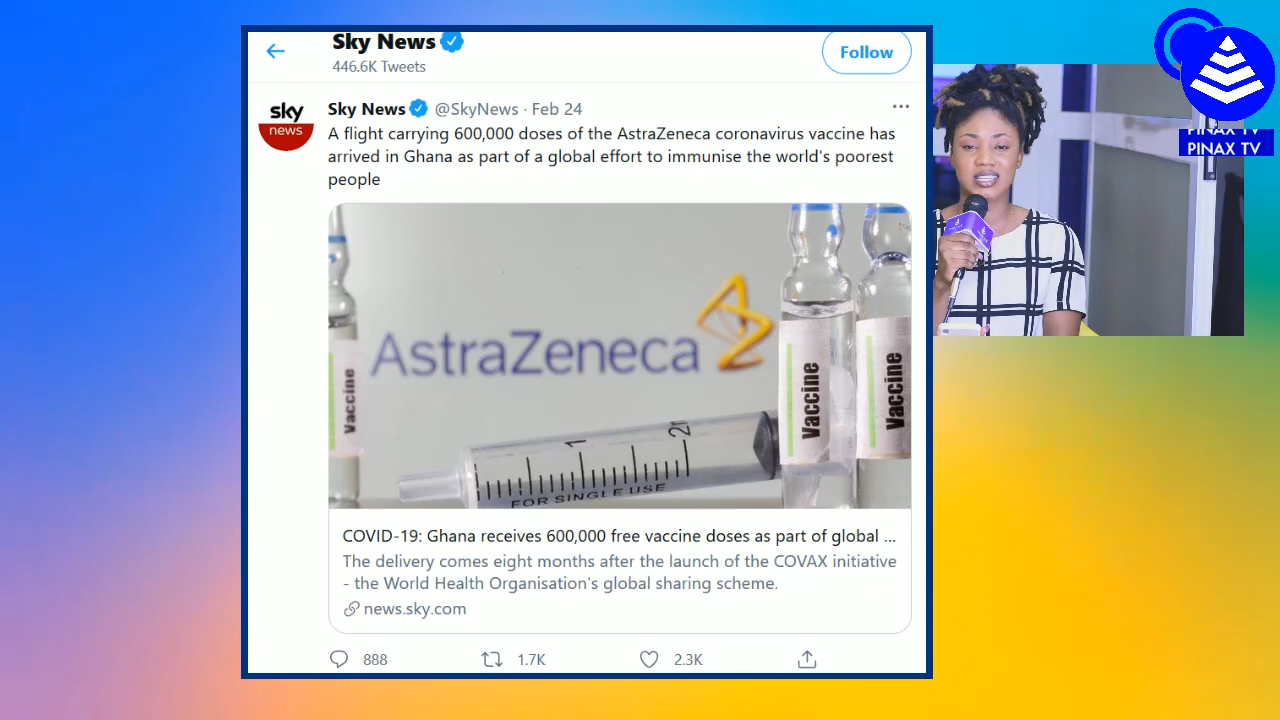 Sky News
446.6K Tweets
Follow
sky
news
Sky News @SkyNews · Feb 24
A flight carrying 600,000 doses of the AstraZeneca coronavirus vaccine has
arrived in Ghana as part of a global effort to immunise the world's poorest
people
AstraZeneca
Vaccine
Vaccine
Vaccine
1
FOR SINGLE USE
COVID-19: Ghana receives 600,000 free vaccine doses as part of global ...
The delivery comes eight months after the launch of the COVAX initiative
- the World Health Organisation's global sharing scheme.
news.sky.com
888
1.7K
2.3K
PINAX TV
PINAX TV